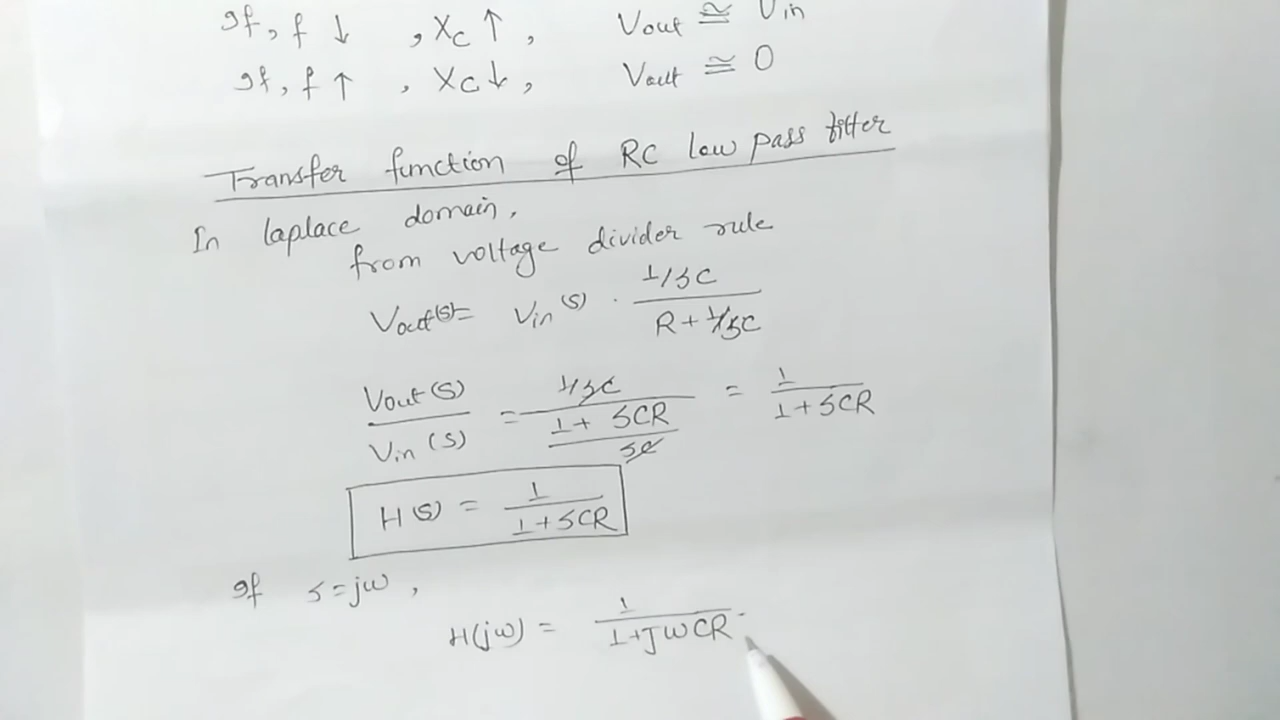 If, f ↓ , Xc ↑ , Vout ≅ Vin
If, f ↑ , Xc ↓ , Vout ≅ 0
Transfer function of RC low pass filter
In laplace domain,
from voltage divider rule
Vout(s) = Vin(s) · (1/SC) / (R + 1/SC)
Vout(s) / Vin(s) = (1/SC) / ((1 + SCR) / SC) = 1 / (1 + SCR)
H(s) = 1 / (1 + SCR)
If s = jω ,
H(jω) = 1 / (1 + JωCR)